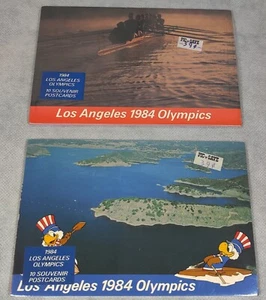 1984
LOS ANGELES
OLYMPICS
10 SOUVENIR
POSTCARDS
Los Angeles 1984 Olympics
1984
LOS ANGELES
OLYMPICS
10 SOUVENIR
POSTCARDS
Los Angeles 1984 Olympics